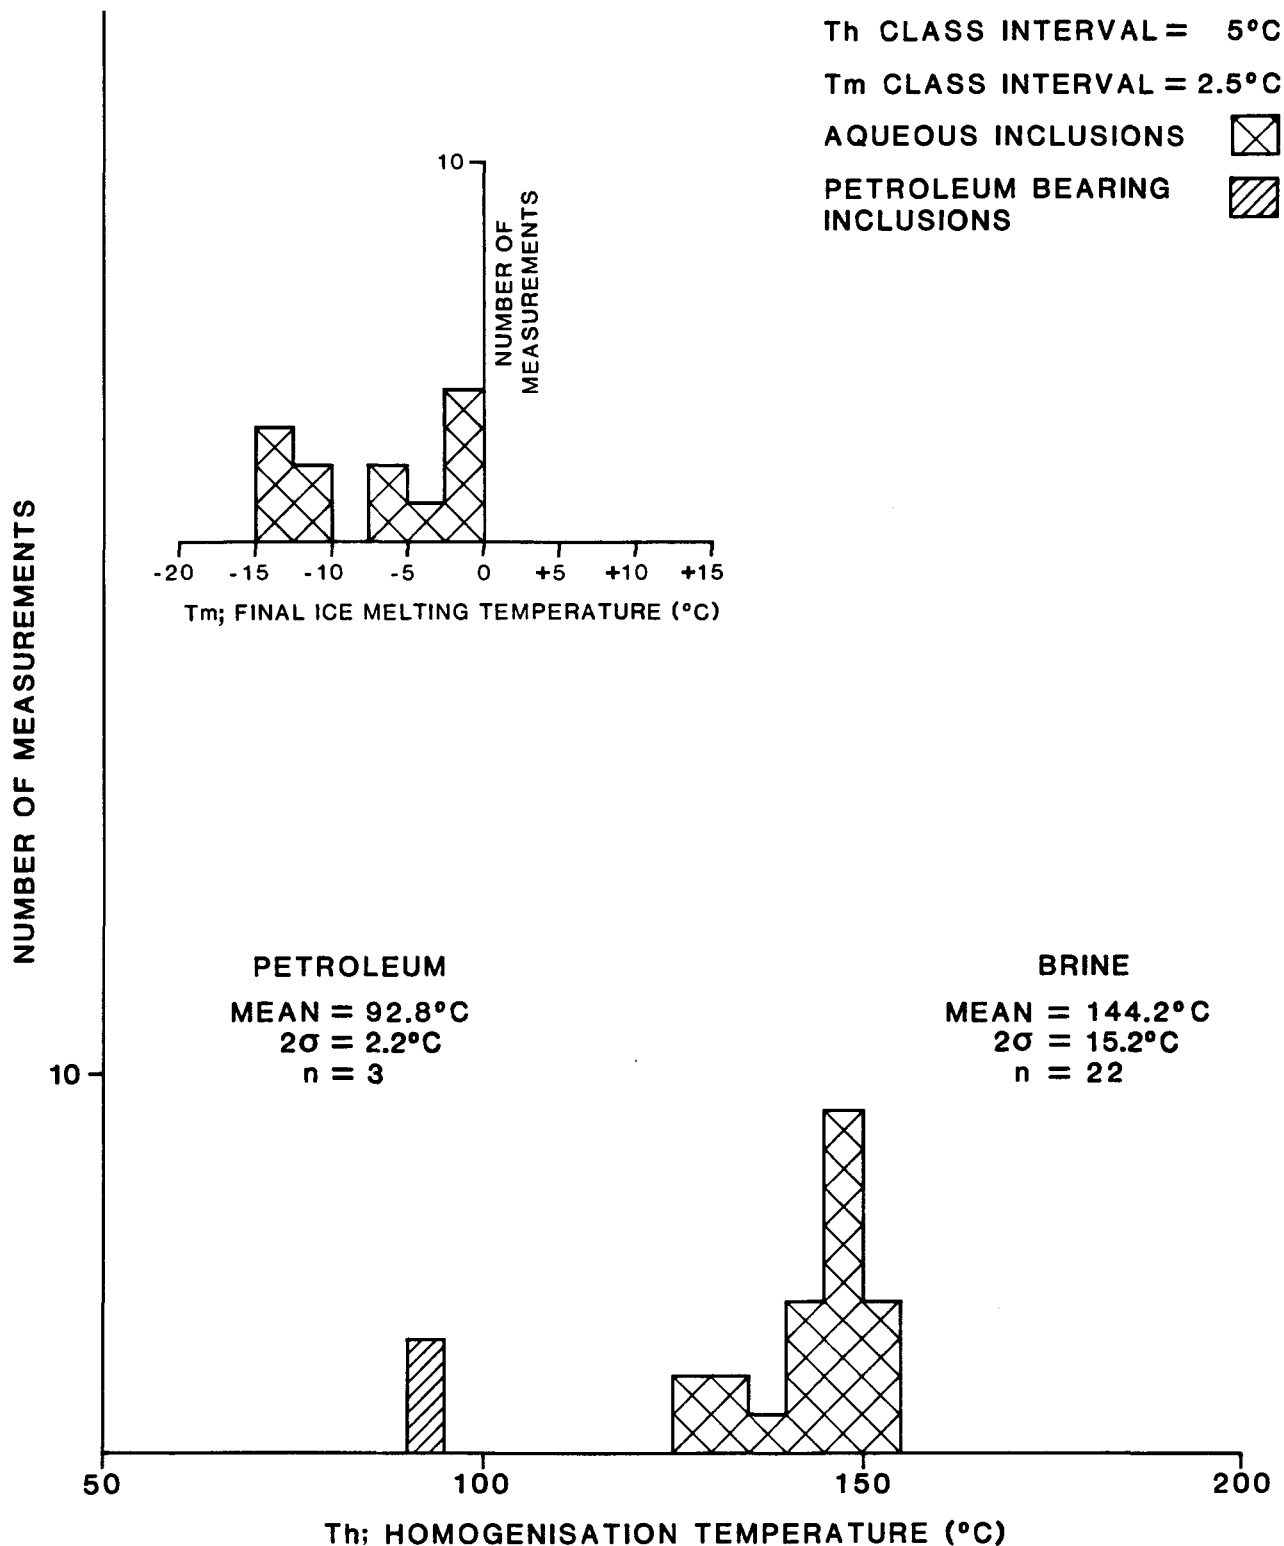 Th CLASS INTERVAL = 5°C
Tm CLASS INTERVAL = 2.5°C
AQUEOUS INCLUSIONS
PETROLEUM BEARING
INCLUSIONS
10
NUMBER OF
MEASUREMENTS
-20 -15 -10 -5 0 +5 +10 +15
Tm; FINAL ICE MELTING TEMPERATURE (°C)
NUMBER OF MEASUREMENTS
PETROLEUM
MEAN = 92.8°C
2σ = 2.2°C
n = 3
BRINE
MEAN = 144.2°C
2σ = 15.2°C
n = 22
10
50 100 150 200
Th; HOMOGENISATION TEMPERATURE (°C)